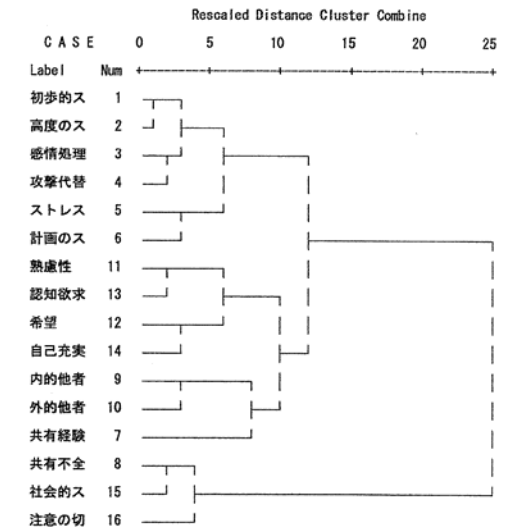 Rescaled Distance Cluster Combine
C A S E 0 5 10 15 20 25
Label Num
初歩的ス 1
高度のス 2
感情処理 3
攻撃代替 4
ストレス 5
計画のス 6
熟慮性 11
認知欲求 13
希望 12
自己充実 14
内的他者 9
外的他者 10
共有経験 7
共有不全 8
社会的ス 15
注意の切 16